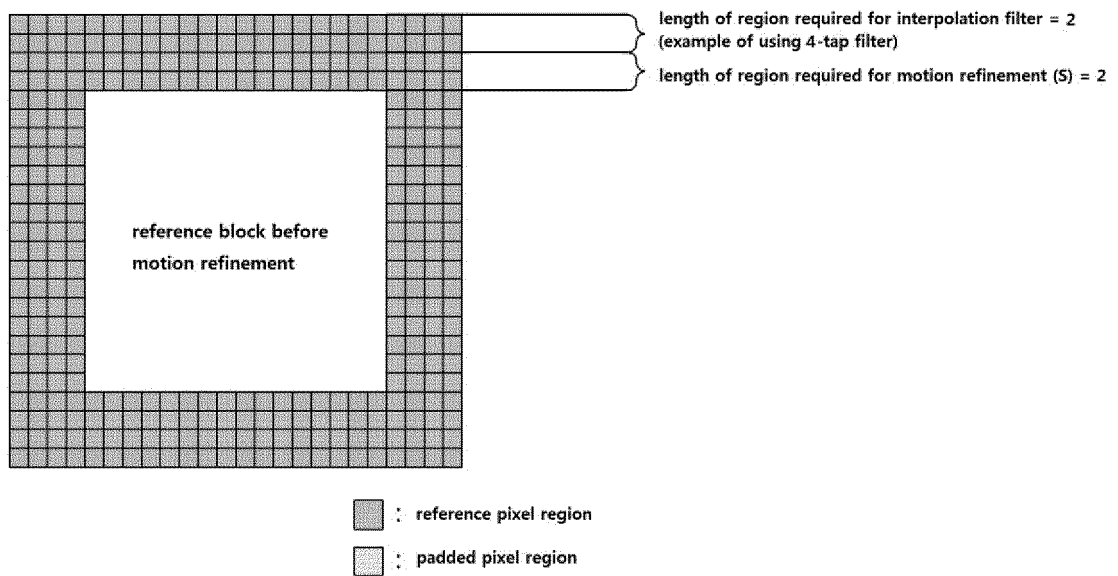 length of region required for interpolation filter = 2
(example of using 4-tap filter)
length of region required for motion refinement (S) = 2
reference block before
motion refinement
: reference pixel region
: padded pixel region